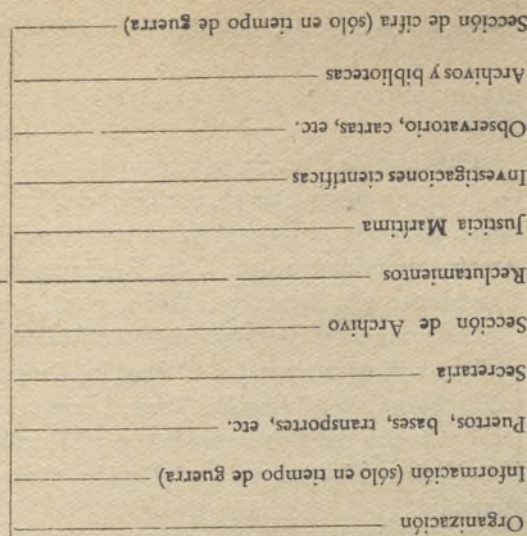 Organización
Información (sólo en tiempo de guerra)
Puertos, bases, transportes, etc.
Secretaría
Sección de Archivo
Reclutamientos
Justicia Marítima
Investigaciones científicas
Observatorio, cartas, etc.
Archivos y bibliotecas
Sección de cifra (sólo en tiempo de guerra)